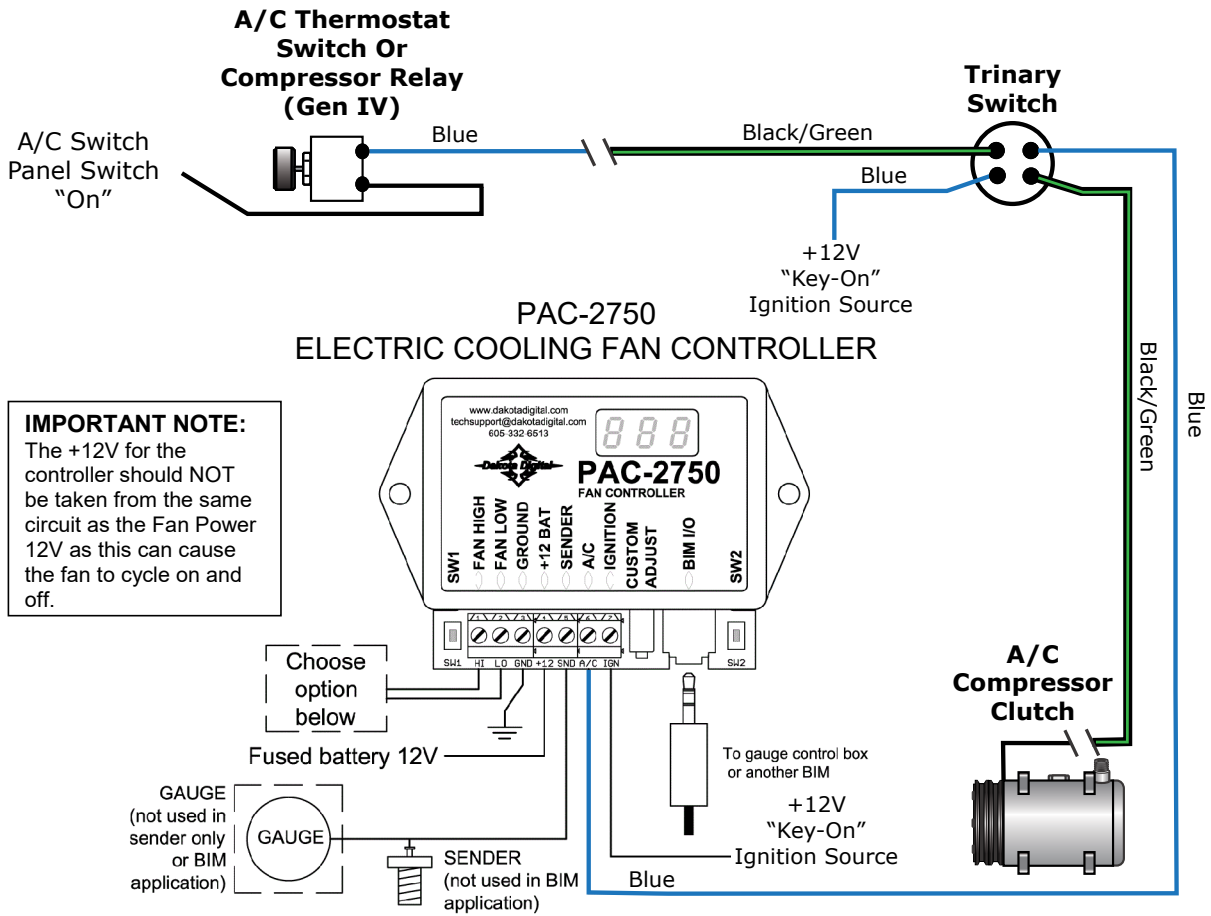 A/C Thermostat
Switch Or
Compressor Relay
(Gen IV)
Trinary
Switch
A/C Switch
Panel Switch
“On”
Blue
Black/Green
Blue
+12V
“Key-On”
Ignition Source
PAC-2750
ELECTRIC COOLING FAN CONTROLLER
Black/Green
Blue
IMPORTANT NOTE:
The +12V for the
controller should NOT
be taken from the same
circuit as the Fan Power
12V as this can cause
the fan to cycle on and
off.
www.dakotadigital.com
techsupport@dakotadigital.com
605-332-6513
888
Dakota Digital
PAC-2750
FAN CONTROLLER
SW1
FAN HIGH
FAN LOW
GROUND
+12 BAT
SENDER
A/C
IGNITION
CUSTOM
ADJUST
BIM I/O
SW2
1 2 3 4 5 6 7
SW1 HI LO GND +12 SND A/C IGN SW2
Choose
option
below
Fused battery 12V
To gauge control box
or another BIM
A/C
Compressor
Clutch
GAUGE
(not used in
sender only
or BIM
application)
GAUGE
SENDER
(not used in BIM
application)
+12V
“Key-On”
Ignition Source
Blue